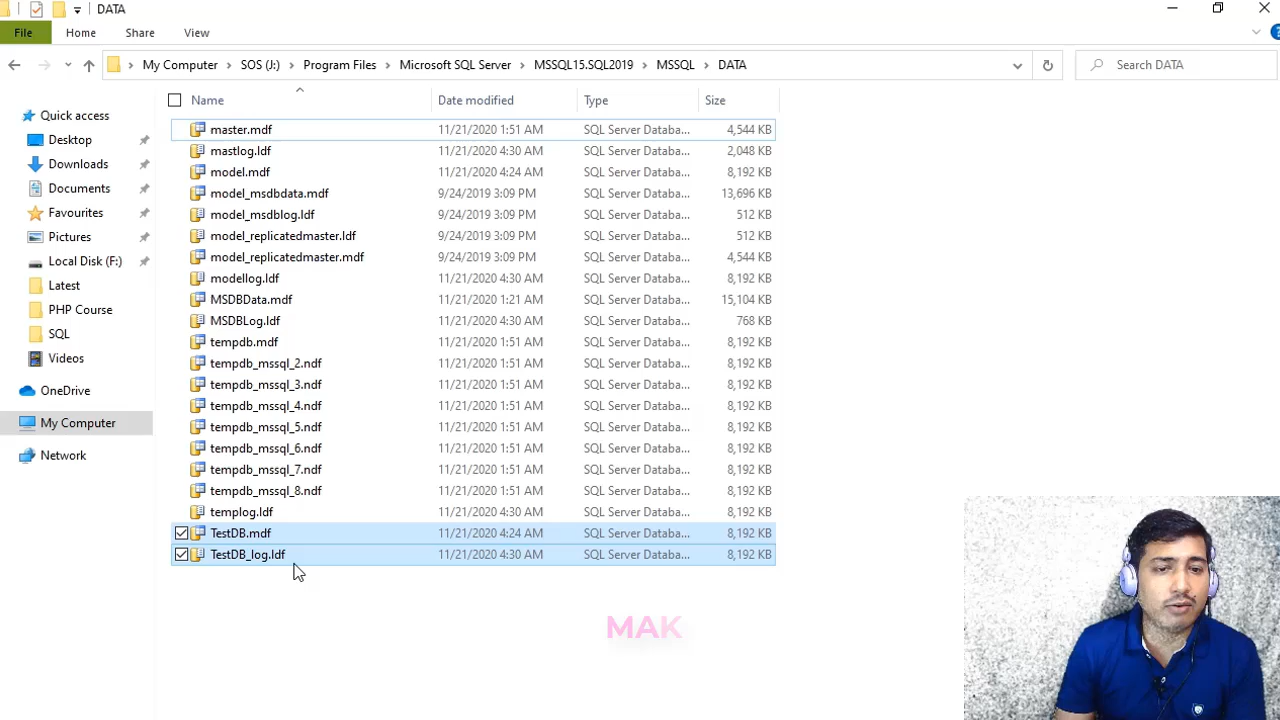 DATA
File Home Share View
My Computer SOS (J:) Program Files Microsoft SQL Server MSSQL15.SQL2019 MSSQL DATA Search DATA
Name Date modified Type Size
Quick access
Desktop
Downloads
Documents
Favourites
Pictures
Local Disk (F:)
Latest
PHP Course
SQL
Videos
OneDrive
My Computer
Network
master.mdf 11/21/2020 1:51 AM SQL Server Databa... 4,544 KB
mastlog.ldf 11/21/2020 4:30 AM SQL Server Databa... 2,048 KB
model.mdf 11/21/2020 4:24 AM SQL Server Databa... 8,192 KB
model_msdbdata.mdf 9/24/2019 3:09 PM SQL Server Databa... 13,696 KB
model_msdblog.ldf 9/24/2019 3:09 PM SQL Server Databa... 512 KB
model_replicatedmaster.ldf 9/24/2019 3:09 PM SQL Server Databa... 512 KB
model_replicatedmaster.mdf 9/24/2019 3:09 PM SQL Server Databa... 4,544 KB
modellog.ldf 11/21/2020 4:30 AM SQL Server Databa... 8,192 KB
MSDBData.mdf 11/21/2020 1:21 AM SQL Server Databa... 15,104 KB
MSDBLog.ldf 11/21/2020 4:30 AM SQL Server Databa... 768 KB
tempdb.mdf 11/21/2020 1:51 AM SQL Server Databa... 8,192 KB
tempdb_mssql_2.ndf 11/21/2020 1:51 AM SQL Server Databa... 8,192 KB
tempdb_mssql_3.ndf 11/21/2020 1:51 AM SQL Server Databa... 8,192 KB
tempdb_mssql_4.ndf 11/21/2020 1:51 AM SQL Server Databa... 8,192 KB
tempdb_mssql_5.ndf 11/21/2020 1:51 AM SQL Server Databa... 8,192 KB
tempdb_mssql_6.ndf 11/21/2020 1:51 AM SQL Server Databa... 8,192 KB
tempdb_mssql_7.ndf 11/21/2020 1:51 AM SQL Server Databa... 8,192 KB
tempdb_mssql_8.ndf 11/21/2020 1:51 AM SQL Server Databa... 8,192 KB
templog.ldf 11/21/2020 4:30 AM SQL Server Databa... 8,192 KB
TestDB.mdf 11/21/2020 4:24 AM SQL Server Databa... 8,192 KB
TestDB_log.ldf 11/21/2020 4:30 AM SQL Server Databa... 8,192 KB
MAK